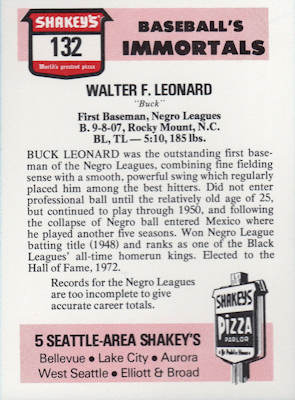 SHAKEY'S
132
World's greatest pizza
BASEBALL'S
IMMORTALS
WALTER F. LEONARD
"Buck"
First Baseman, Negro Leagues
B. 9-8-07, Rocky Mount, N.C.
BL, TL — 5:10, 185 lbs.
BUCK LEONARD was the outstanding first base-
man of the Negro Leagues, combining fine fielding
sense with a smooth, powerful swing which regularly
placed him among the best hitters. Did not enter
professional ball until the relatively old age of 25,
but continued to play through 1950, and following
the collapse of Negro ball entered Mexico where
he played another five seasons. Won Negro League
batting title (1948) and ranks as one of the Black
Leagues' all-time homerun kings. Elected to the
Hall of Fame, 1972.
Records for the Negro Leagues
are too incomplete to give
accurate career totals.
SHAKEY'S
PIZZA
PARLOR
& Ye Public House
5 SEATTLE-AREA SHAKEY'S
Bellevue • Lake City • Aurora
West Seattle • Elliott & Broad